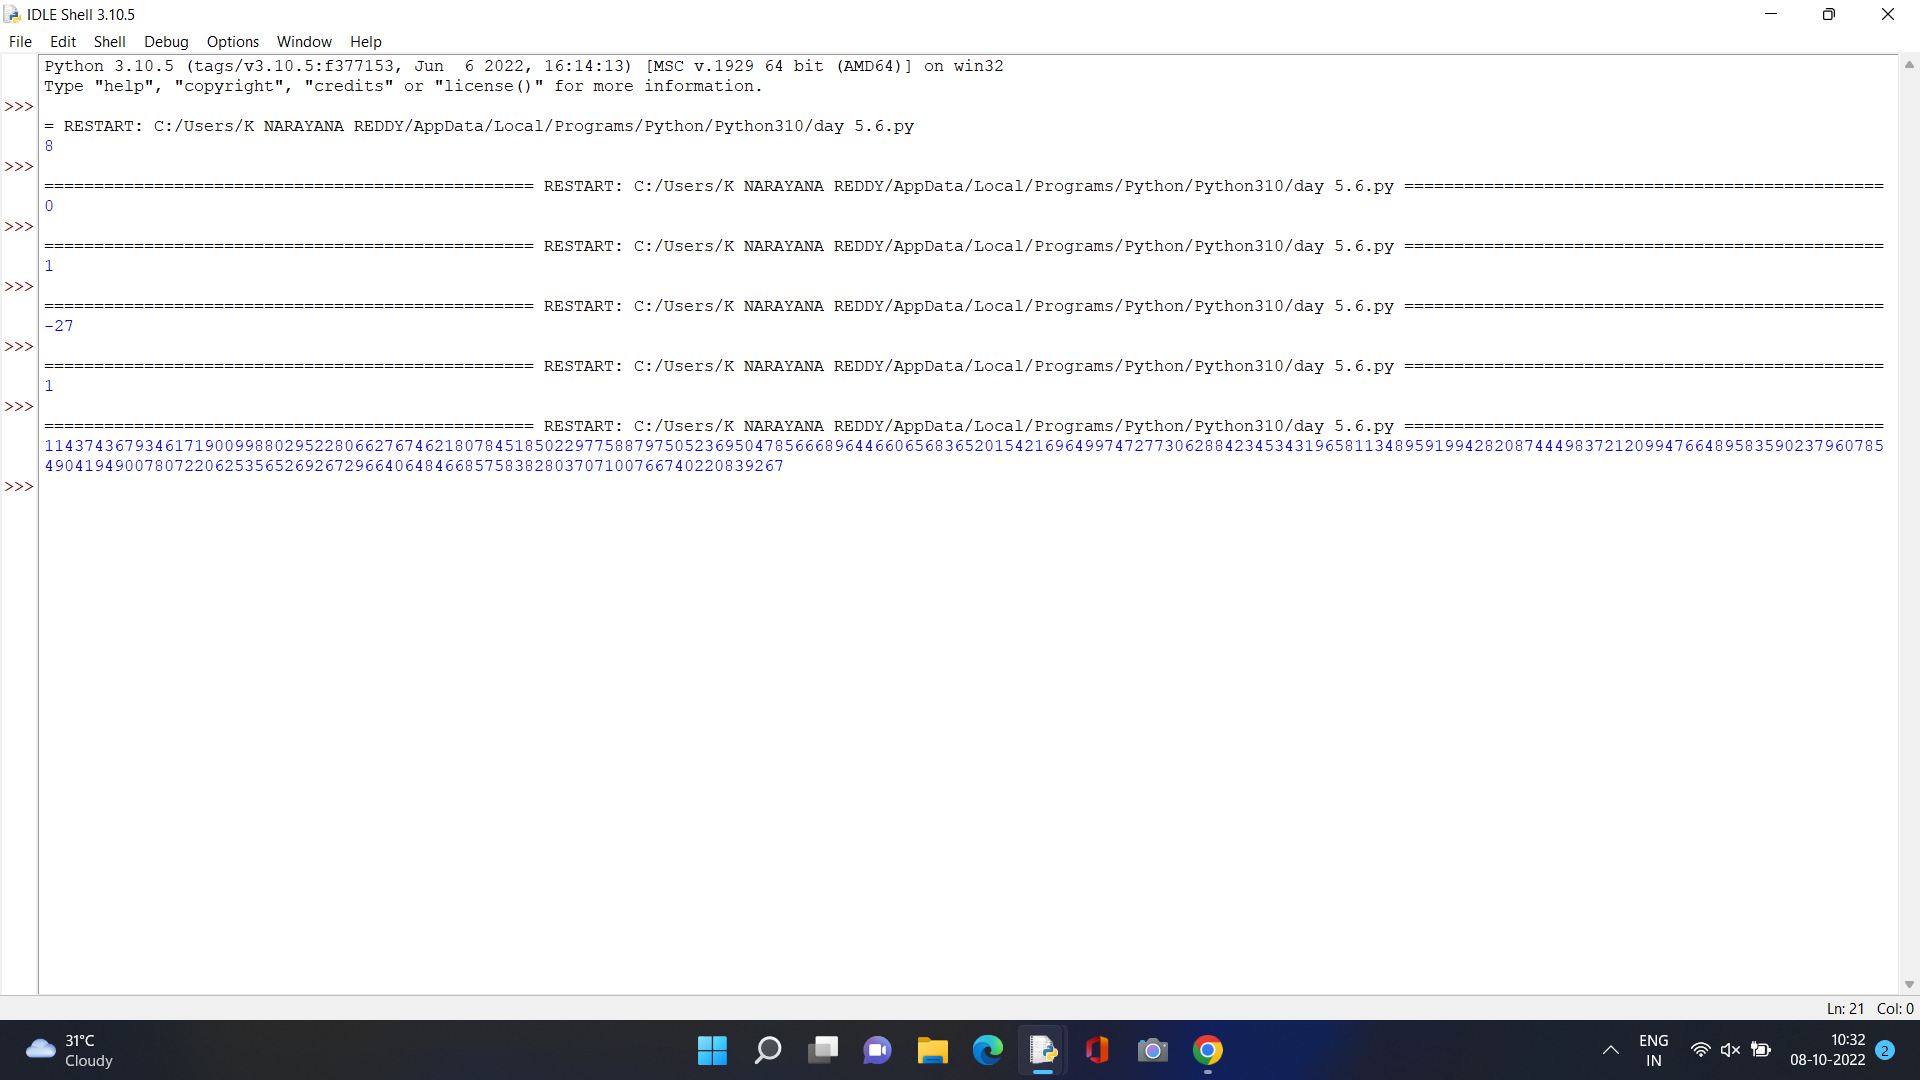 IDLE Shell 3.10.5
File Edit Shell Debug Options Window Help
Python 3.10.5 (tags/v3.10.5:f377153, Jun  6 2022, 16:14:13) [MSC v.1929 64 bit (AMD64)] on win32
Type "help", "copyright", "credits" or "license()" for more information.
>>>
= RESTART: C:/Users/K NARAYANA REDDY/AppData/Local/Programs/Python/Python310/day 5.6.py
8
>>>
================================================= RESTART: C:/Users/K NARAYANA REDDY/AppData/Local/Programs/Python/Python310/day 5.6.py ================================================
0
>>>
================================================= RESTART: C:/Users/K NARAYANA REDDY/AppData/Local/Programs/Python/Python310/day 5.6.py ================================================
1
>>>
================================================= RESTART: C:/Users/K NARAYANA REDDY/AppData/Local/Programs/Python/Python310/day 5.6.py ================================================
-27
>>>
================================================= RESTART: C:/Users/K NARAYANA REDDY/AppData/Local/Programs/Python/Python310/day 5.6.py ================================================
1
>>>
================================================= RESTART: C:/Users/K NARAYANA REDDY/AppData/Local/Programs/Python/Python310/day 5.6.py ================================================
1143743679346171900998802952280662767462180784518502297758879750523695047856668964466065683652015421696499747277306288423453431965811348959199428208744498372120994766489583590237960785
49041949007807220625356526926729664064846685758382803707100766740220839267
>>>
Ln: 21 Col: 0
31°C
Cloudy
ENG
IN
10:32
08-10-2022
2